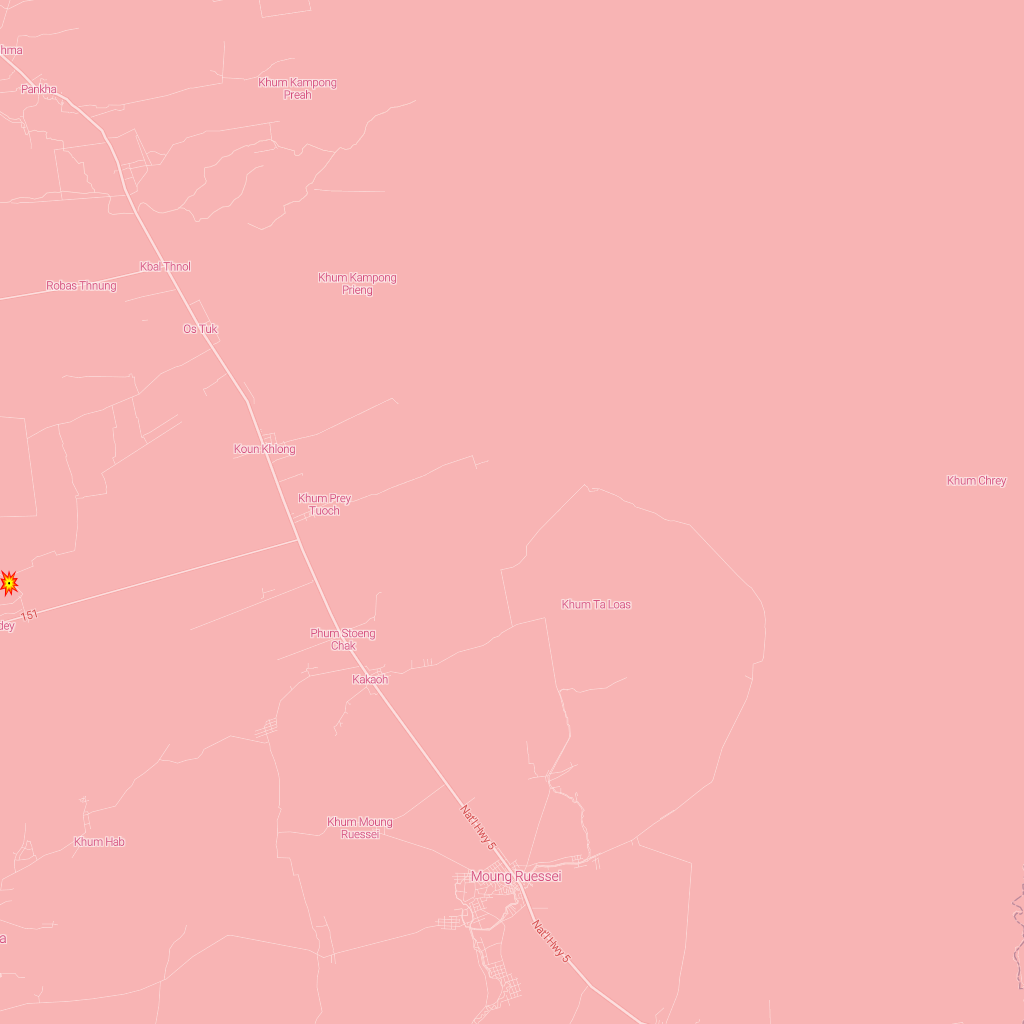 hma
Pankha
Khum Kampong
Preah
Kbal Thnol
Robas Thnung
Khum Kampong
Prieng
Os Tuk
Koun Khlong
Khum Prey
Tuoch
Khum Chrey
151
dey
Khum Ta Loas
Phum Stoeng
Chak
Kakaoh
Nat'l Hwy 5
Khum Moung
Ruessei
Khum Hab
Moung Ruessei
Nat'l Hwy 5
a